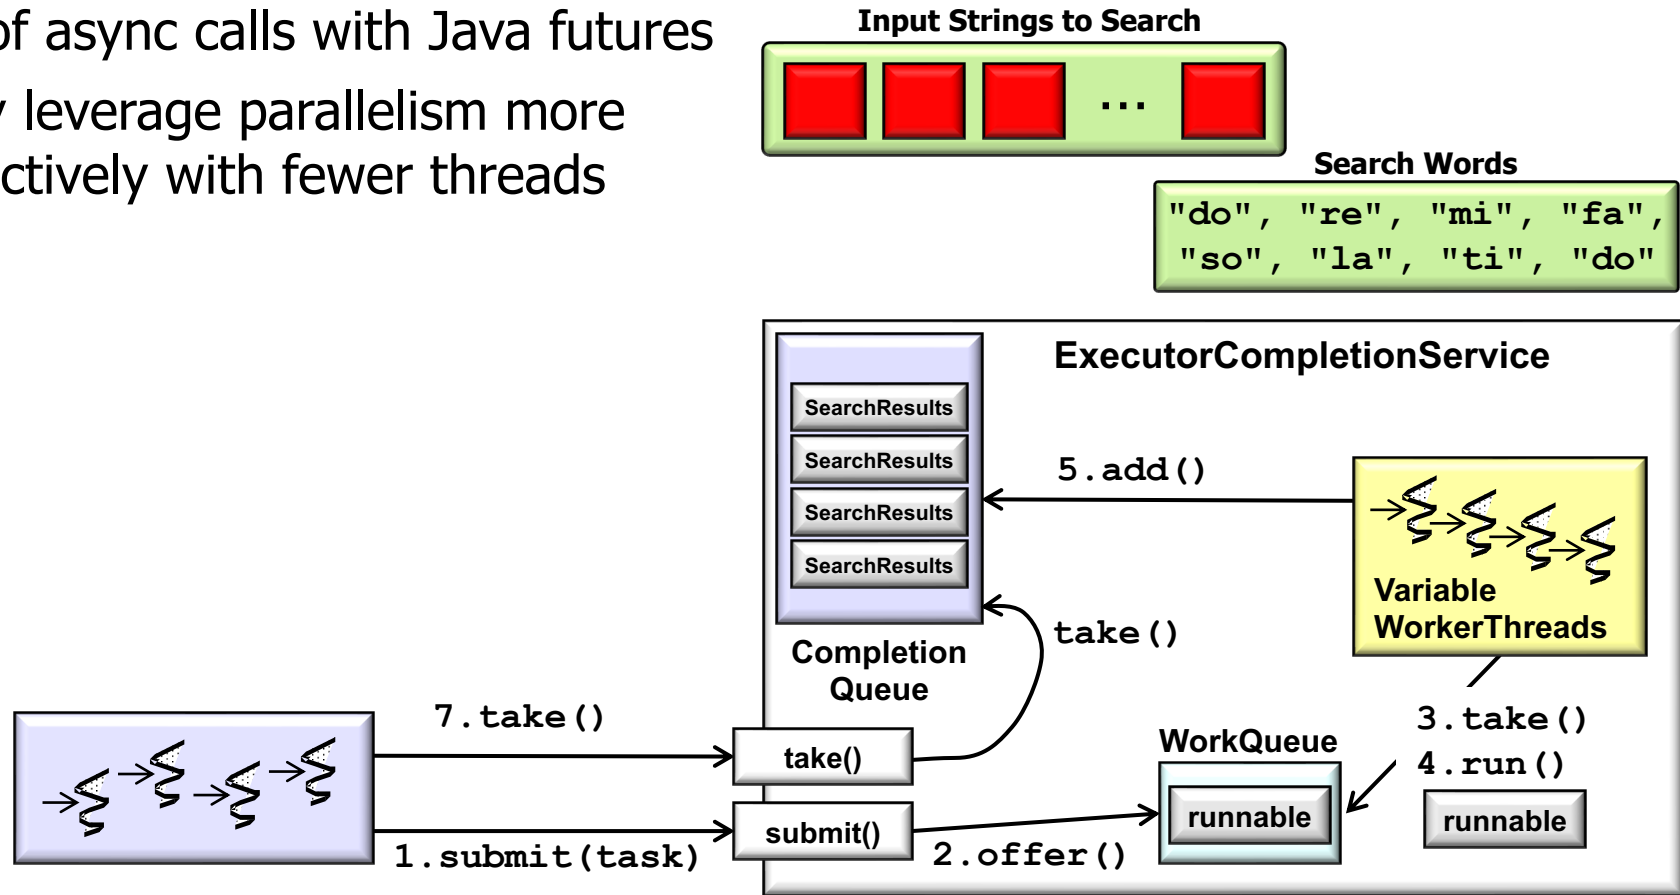 of async calls with Java futures
leverage parallelism more
ctively with fewer threads
Input Strings to Search
...
Search Words
"do", "re", "mi", "fa",
"so", "la", "ti", "do"
ExecutorCompletionService
SearchResults
SearchResults
SearchResults
SearchResults
5.add()
Variable
WorkerThreads
take()
Completion
Queue
7.take()
take()
WorkQueue
3.take()
4.run()
runnable
runnable
submit()
1.submit(task)
2.offer()